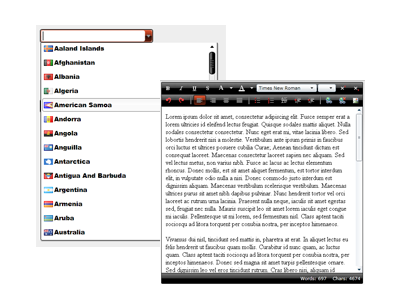 Aaland Islands
Afghanistan
Albania
Algeria
American Samoa
Andorra
Angola
Anguilla
Antarctica
Antigua And Barbuda
Argentina
Armenia
Aruba
Australia
B I U S A A Times New Roman
Lorem ipsum dolor sit amet, consectetur adipiscing elit. Fusce semper erat a
lorem ultrices id eleifend lectus feugiat. Quisque sodales mattis aliquet. Nulla
sodales consectetur consectetur. Nunc eget erat mi, vitae lacinia libero. Sed
lobortis hendrerit nisi a molestie. Vestibulum ante ipsum primis in faucibus
orci luctus et ultrices posuere cubilia Curae; Aenean tincidunt dictum est
consequat laoreet. Maecenas consectetur laoreet sapien nec aliquam. Sed
vel lectus metus, non varius nibh. Fusce ac lacus ac lectus elementum
rhoncus. Donec mollis, est sit amet aliquet fermentum, est tortor interdum
elit, in vulputate odio nulla a nisi. Donec commodo justo interdum est
dignissim aliquam. Maecenas vestibulum scelerisque vestibulum. Maecenas
purus sit amet nibh dapibus varius. Nunc hendrerit tortor vel orci
laoreet ac rutrum urna lacinia. Praesent nulla neque, iaculis sit amet egestas
sed, feugiat nec nulla. Mauris suscipit leo sit amet lorem iaculis eget congue
mi iaculis. Pellentesque ut mi lorem, sed fermentum nisl. Class aptent taciti
sociosqu ad litora torquent per conubia nostra, per inceptos himenaeos.
Vivamus dui nisl, tincidunt sed mattis in, pharetra at erat. In aliquet lectus eu
felis hendrerit ut faucibus quam mollis. Curabitur id nunc quam, ac luctus
quam. Class aptent taciti sociosqu ad litora torquent per conubia nostra, per
inceptos himenaeos. Donec sed magna sit amet turpis pellentesque ornare.
Sed dignissim leo vel eros tincidunt rutrum. Cras libero nisi, aliquam id
Words: 697 Chars: 4674